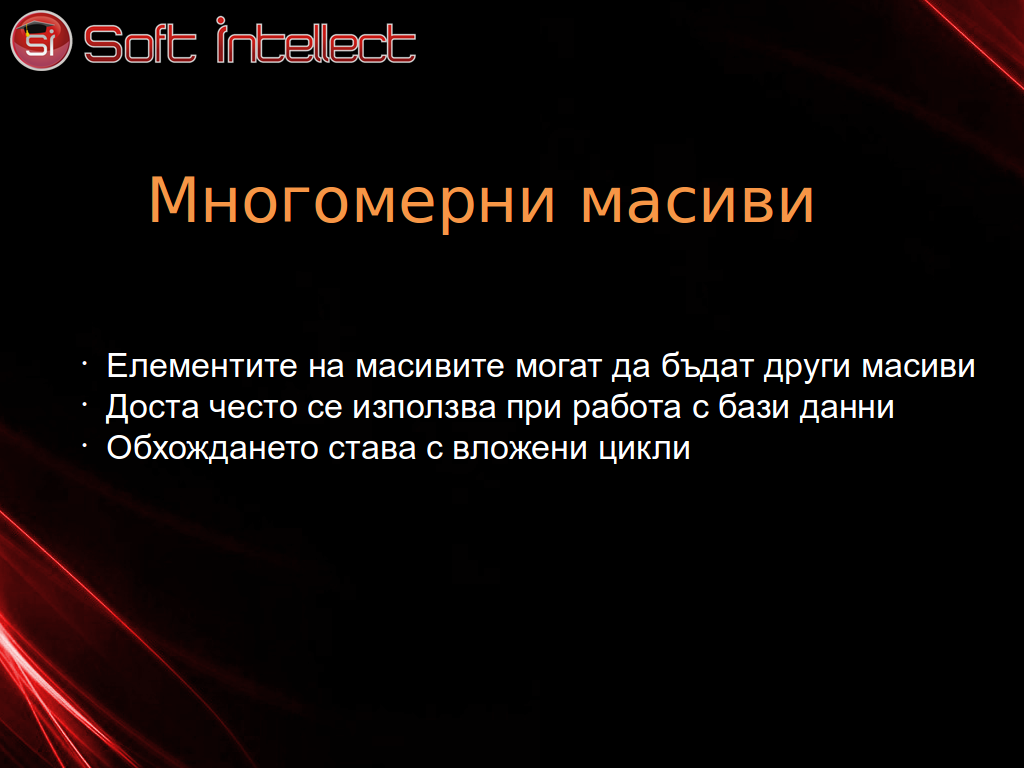 Si Soft Intellect
Многомерни масиви
· Елементите на масивите могат да бъдат други масиви
· Доста често се използва при работа с бази данни
· Обхождането става с вложени цикли